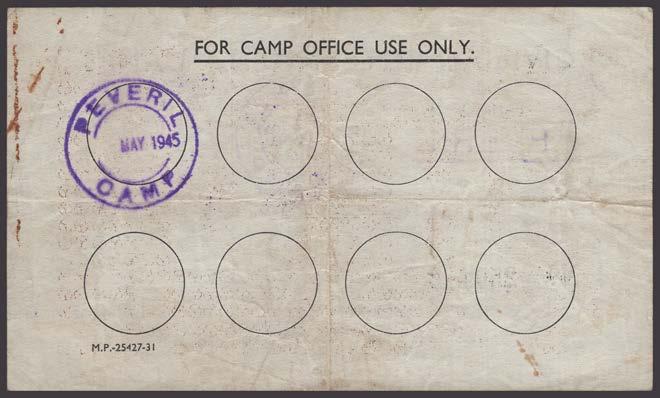 FOR CAMP OFFICE USE ONLY.
PEVERIL
MAY 1945
CAMP
M.P.-25427-31